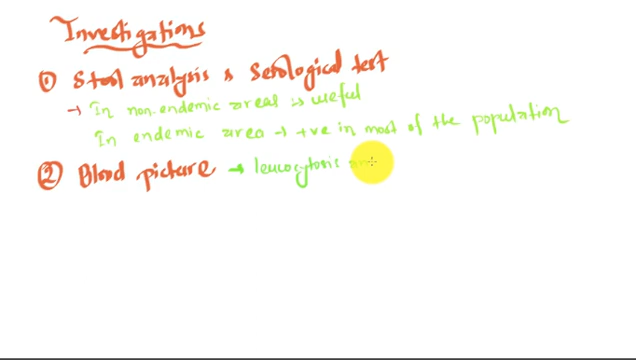 Investigations
① Stool analysis & Serological test
→ In non-endemic areas is useful
In endemic area → +ve in most of the population
② Blood picture → leucocytosis